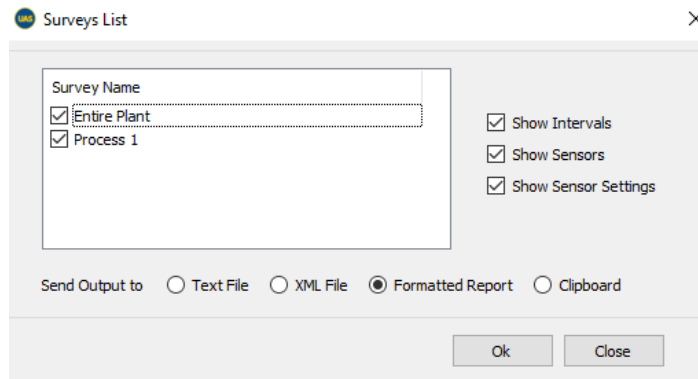 UAS Surveys List
Survey Name
Entire Plant
Process 1
Show Intervals
Show Sensors
Show Sensor Settings
Send Output to Text File XML File Formatted Report Clipboard
Ok Close